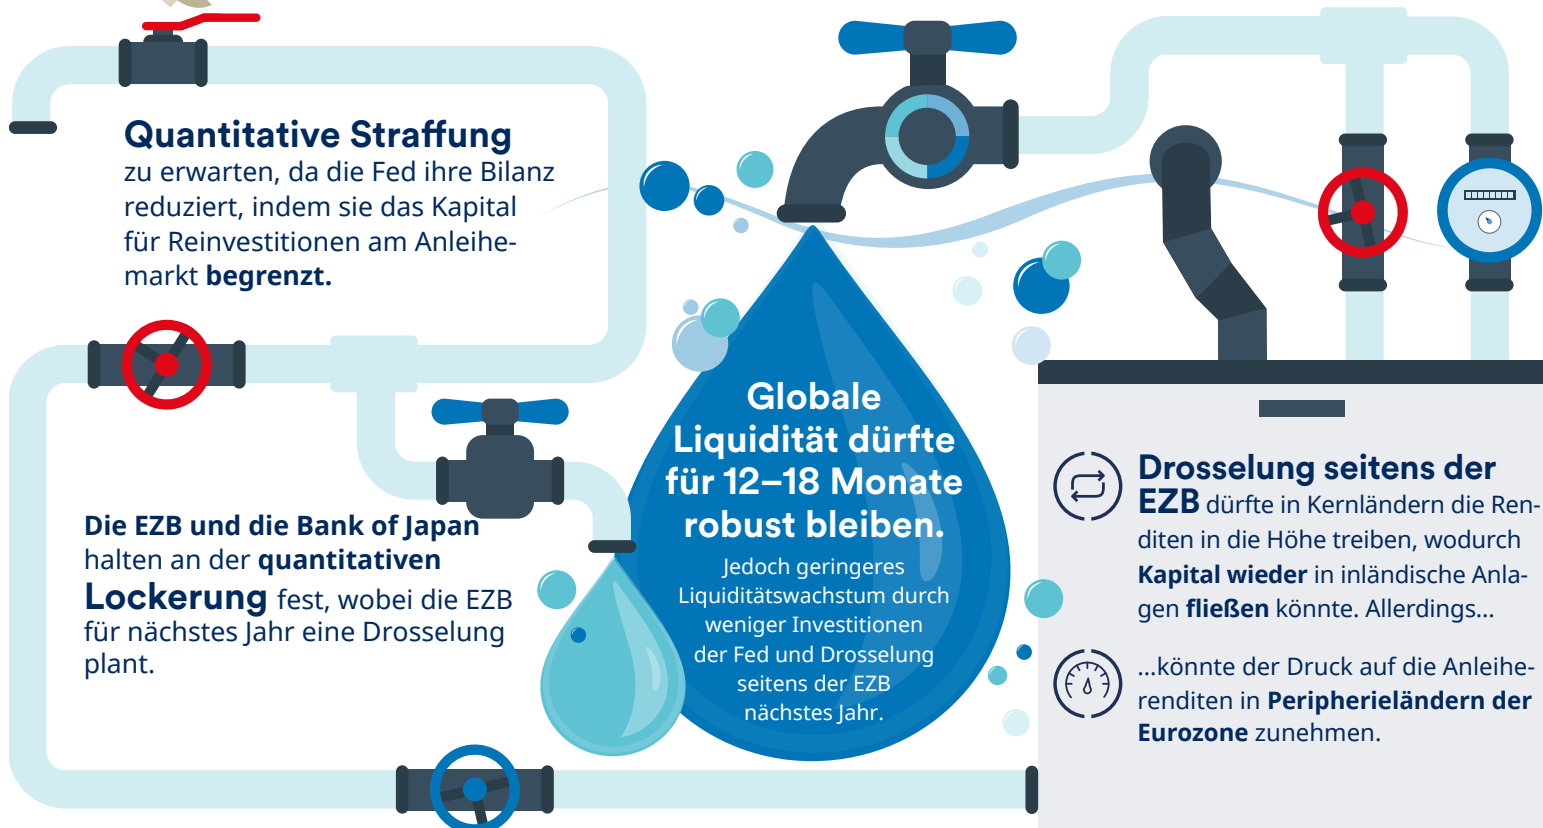 Quantitative Straffung
zu erwarten, da die Fed ihre Bilanz
reduziert, indem sie das Kapital
für Reinvestitionen am Anleihe-
markt begrenzt.
Die EZB und die Bank of Japan
halten an der quantitativen
Lockerung fest, wobei die EZB
für nächstes Jahr eine Drosselung
plant.
Globale
Liquidität dürfte
für 12–18 Monate
robust bleiben.
Jedoch geringeres
Liquiditätswachstum durch
weniger Investitionen
der Fed und Drosselung
seitens der EZB
nächstes Jahr.
Drosselung seitens der
EZB dürfte in Kernländern die Ren-
diten in die Höhe treiben, wodurch
Kapital wieder in inländische Anla-
gen fließen könnte. Allerdings...
...könnte der Druck auf die Anleihe-
renditen in Peripherieländern der
Eurozone zunehmen.